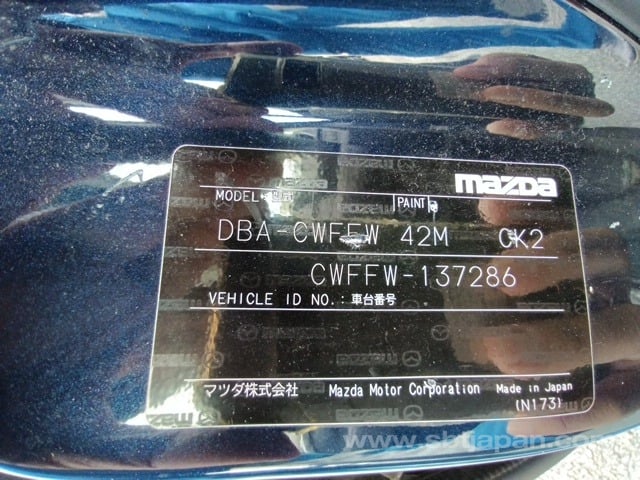 mazda
MODEL・型式 PAINT
DBA-CWFFW 42M CK2
CWFFW-137286
VEHICLE ID NO.：車台番号
マツダ株式会社 Mazda Motor Corporation Made in Japan
(N173)
www.sbtjapan.com